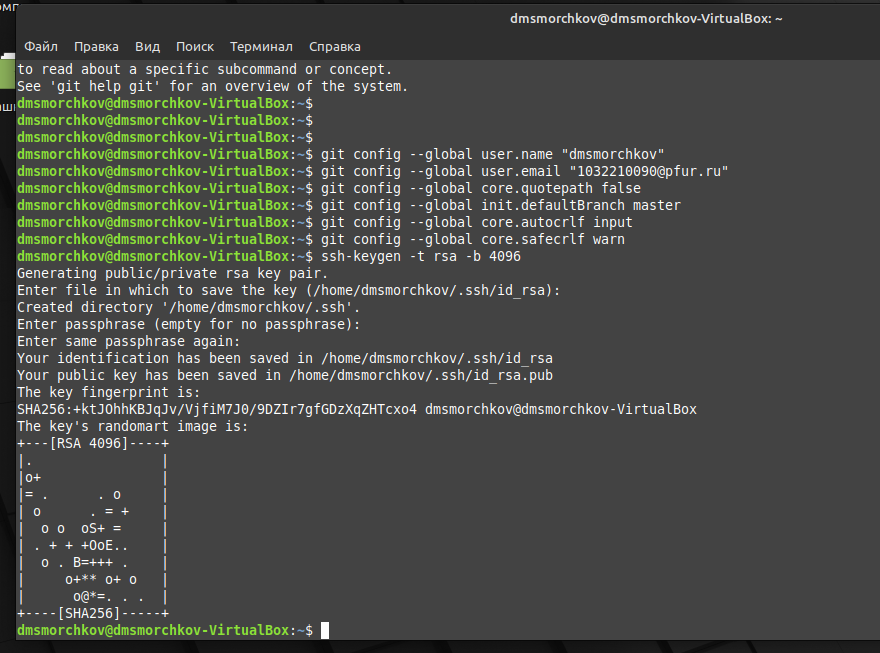 dmsmorchkov@dmsmorchkov-VirtualBox: ~
Файл Правка Вид Поиск Терминал Справка
to read about a specific subcommand or concept.
See 'git help git' for an overview of the system.
dmsmorchkov@dmsmorchkov-VirtualBox:~$
dmsmorchkov@dmsmorchkov-VirtualBox:~$
dmsmorchkov@dmsmorchkov-VirtualBox:~$
dmsmorchkov@dmsmorchkov-VirtualBox:~$ git config --global user.name "dmsmorchkov"
dmsmorchkov@dmsmorchkov-VirtualBox:~$ git config --global user.email "1032210090@pfur.ru"
dmsmorchkov@dmsmorchkov-VirtualBox:~$ git config --global core.quotepath false
dmsmorchkov@dmsmorchkov-VirtualBox:~$ git config --global init.defaultBranch master
dmsmorchkov@dmsmorchkov-VirtualBox:~$ git config --global core.autocrlf input
dmsmorchkov@dmsmorchkov-VirtualBox:~$ git config --global core.safecrlf warn
dmsmorchkov@dmsmorchkov-VirtualBox:~$ ssh-keygen -t rsa -b 4096
Generating public/private rsa key pair.
Enter file in which to save the key (/home/dmsmorchkov/.ssh/id_rsa):
Created directory '/home/dmsmorchkov/.ssh'.
Enter passphrase (empty for no passphrase):
Enter same passphrase again:
Your identification has been saved in /home/dmsmorchkov/.ssh/id_rsa
Your public key has been saved in /home/dmsmorchkov/.ssh/id_rsa.pub
The key fingerprint is:
SHA256:+ktJOhhKBJqJv/VjfiM7J0/9DZIr7gfGDzXqZHTcxo4 dmsmorchkov@dmsmorchkov-VirtualBox
The key's randomart image is:
+---[RSA 4096]----+
|.                |
|o+               |
|= .      . o     |
| o      . = +    |
|  o o  oS+ =     |
| . + + +OoE..    |
|  o . B=+++ .    |
|     o+** o+ o   |
|      o@*=. . .  |
+----[SHA256]-----+
dmsmorchkov@dmsmorchkov-VirtualBox:~$